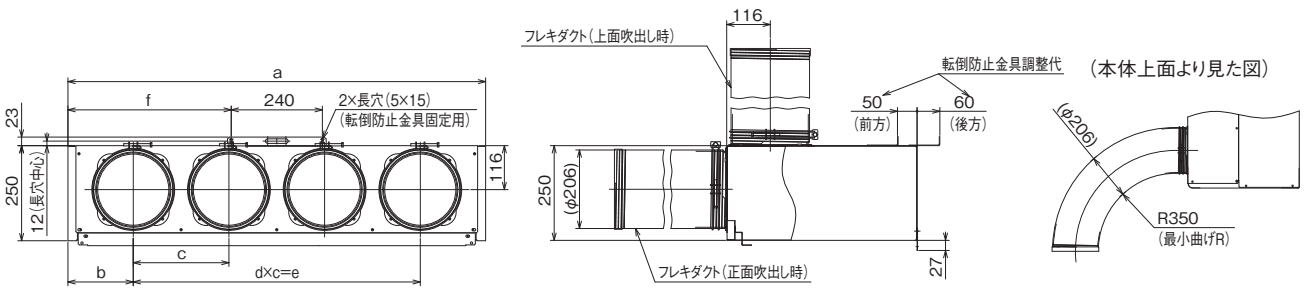 a
f
240
2×長穴(5×15)
(転倒防止金具固定用)
23
250
12(長穴中心)
116
b
c
d×c=e
116
フレキダクト(上面吹出し時)
転倒防止金具調整代
50
(前方)
60
(後方)
250
(φ206)
27
フレキダクト(正面吹出し時)
(本体上面より見た図)
(φ206)
R350
(最小曲げR)